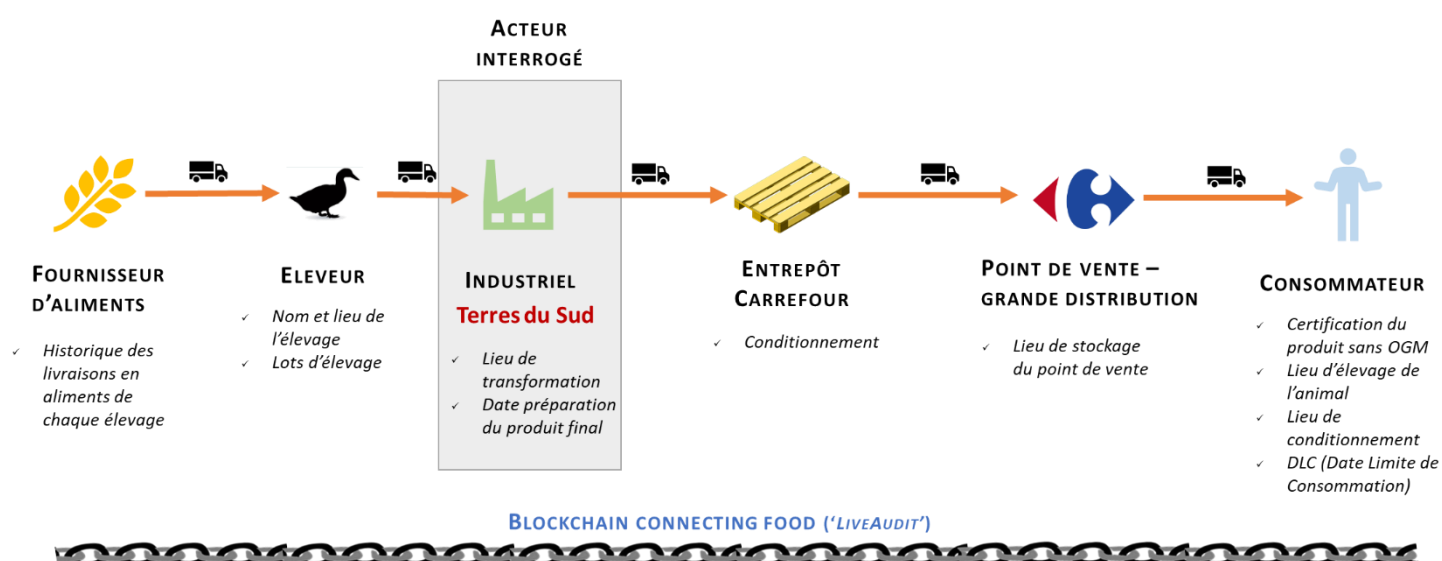 ACTEUR
INTERROGÉ
FOURNISSEUR
D’ALIMENTS
✓ Historique des
livraisons en
aliments de
chaque élevage
ELEVEUR
✓ Nom et lieu de
l’élevage
✓ Lots d’élevage
INDUSTRIEL
Terres du Sud
✓ Lieu de
transformation
✓ Date préparation
du produit final
ENTREPÔT
CARREFOUR
✓ Conditionnement
POINT DE VENTE –
GRANDE DISTRIBUTION
✓ Lieu de stockage
du point de vente
CONSOMMATEUR
✓ Certification du
produit sans OGM
✓ Lieu d’élevage de
l’animal
✓ Lieu de
conditionnement
✓ DLC (Date Limite de
Consommation)
BLOCKCHAIN CONNECTING FOOD (‘LIVEAUDIT’)